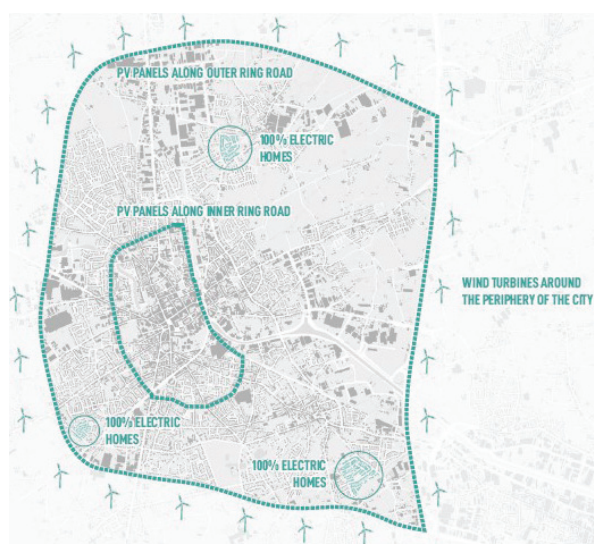 PV PANELS ALONG OUTER RING ROAD
100% ELECTRIC
HOMES
PV PANELS ALONG INNER RING ROAD
WIND TURBINES AROUND
THE PERIPHERY OF THE CITY
100% ELECTRIC
HOMES
100% ELECTRIC
HOMES